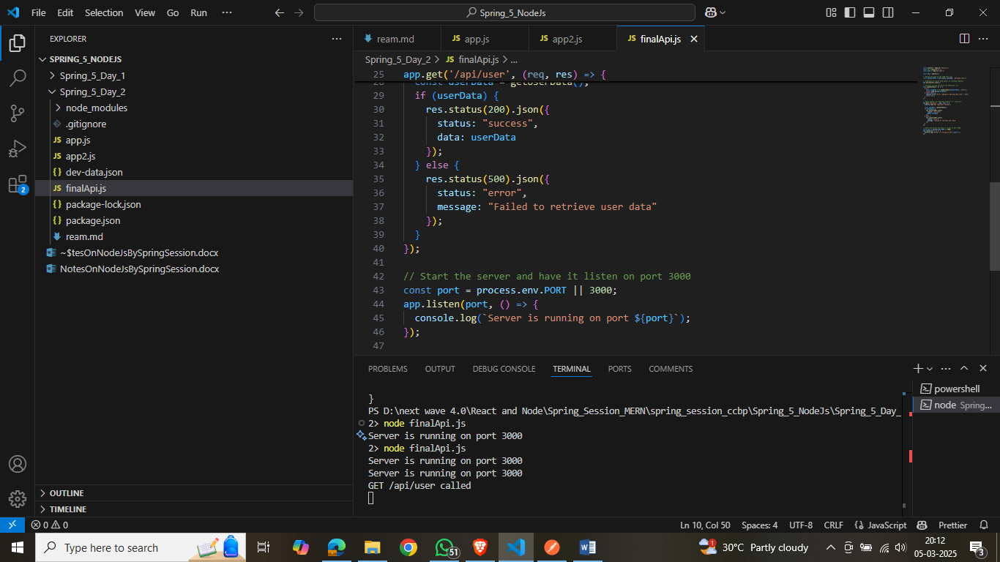 File Edit Selection View Go Run ···
Spring_5_NodeJs
EXPLORER
SPRING_5_NODEJS
Spring_5_Day_1
Spring_5_Day_2
node_modules
.gitignore
JS app.js
JS app2.js
{} dev-data.json
JS finalApi.js
{} package-lock.json
{} package.json
ream.md
~$tesOnNodeJsBySpringSession.docx
NotesOnNodeJsBySpringSession.docx
OUTLINE
TIMELINE
2
ream.md JS app.js JS app2.js JS finalApi.js
Spring_5_Day_2 > JS finalApi.js > ...
25 app.get('/api/user', (req, res) => {
28 const userData = getUserData();
29 if (userData) {
30 res.status(200).json({
31 status: "success",
32 data: userData
33 });
34 } else {
35 res.status(500).json({
36 status: "error",
37 message: "Failed to retrieve user data"
38 });
39 }
40 });
41
42 // Start the server and have it listen on port 3000
43 const port = process.env.PORT || 3000;
44 app.listen(port, () => {
45 console.log(`Server is running on port ${port}`);
46 });
47
PROBLEMS OUTPUT DEBUG CONSOLE TERMINAL PORTS COMMENTS
}
PS D:\next wave 4.0\React and Node\Spring_Session_MERN\spring_session_ccbp\Spring_5_NodeJs\Spring_5_Day_
2> node finalApi.js
Server is running on port 3000
2> node finalApi.js
Server is running on port 3000
Server is running on port 3000
GET /api/user called
powershell
node Spring...
0 0 Ln 10, Col 50 Spaces: 4 UTF-8 CRLF {} JavaScript Prettier
Type here to search
51
30°C Partly cloudy
1
20:12
05-03-2025
3